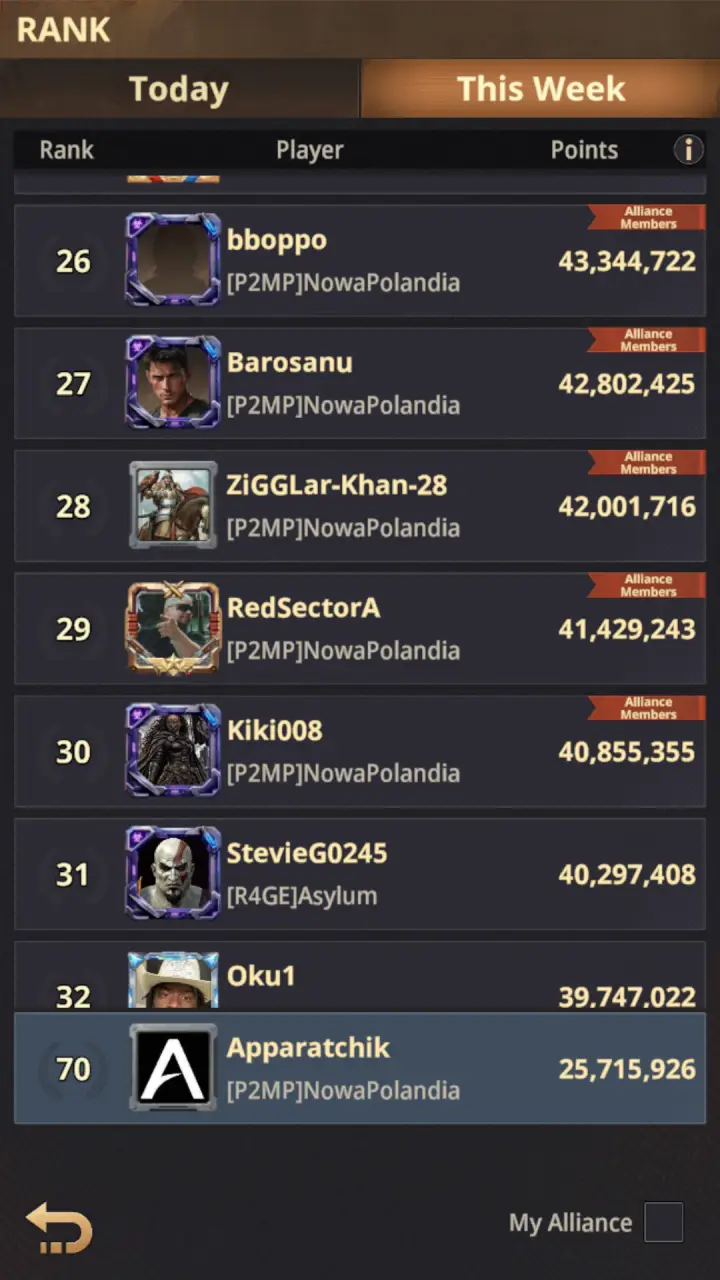 RANK
Today
This Week
Rank
Player
Points
i
Alliance
Members
26
bboppo
43,344,722
[P2MP]NowaPolandia
Alliance
Members
27
Barosanu
42,802,425
[P2MP]NowaPolandia
Alliance
Members
28
ZiGGLar-Khan-28
42,001,716
[P2MP]NowaPolandia
Alliance
Members
29
RedSectorA
41,429,243
[P2MP]NowaPolandia
Alliance
Members
30
Kiki008
40,855,355
[P2MP]NowaPolandia
31
StevieG0245
40,297,408
[R4GE]Asylum
32
Oku1
39,747,022
70
Apparatchik
25,715,926
[P2MP]NowaPolandia
My Alliance